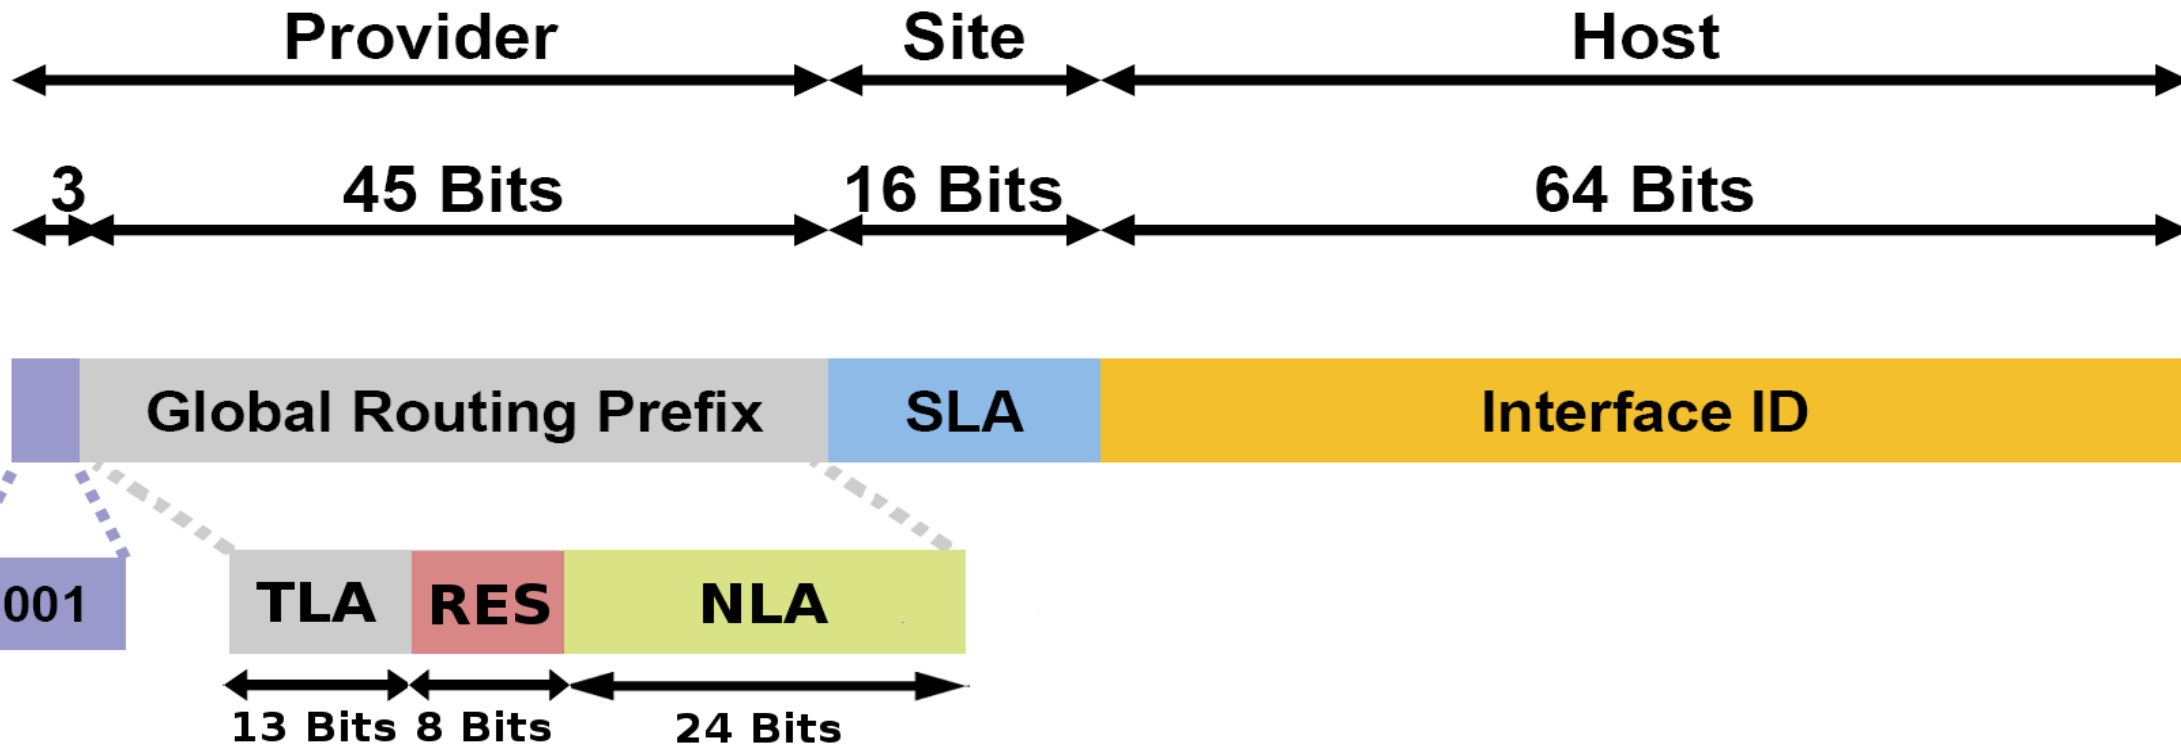 Provider Site Host
3 45 Bits 16 Bits 64 Bits
Global Routing Prefix SLA Interface ID
001 TLA RES NLA
13 Bits 8 Bits 24 Bits